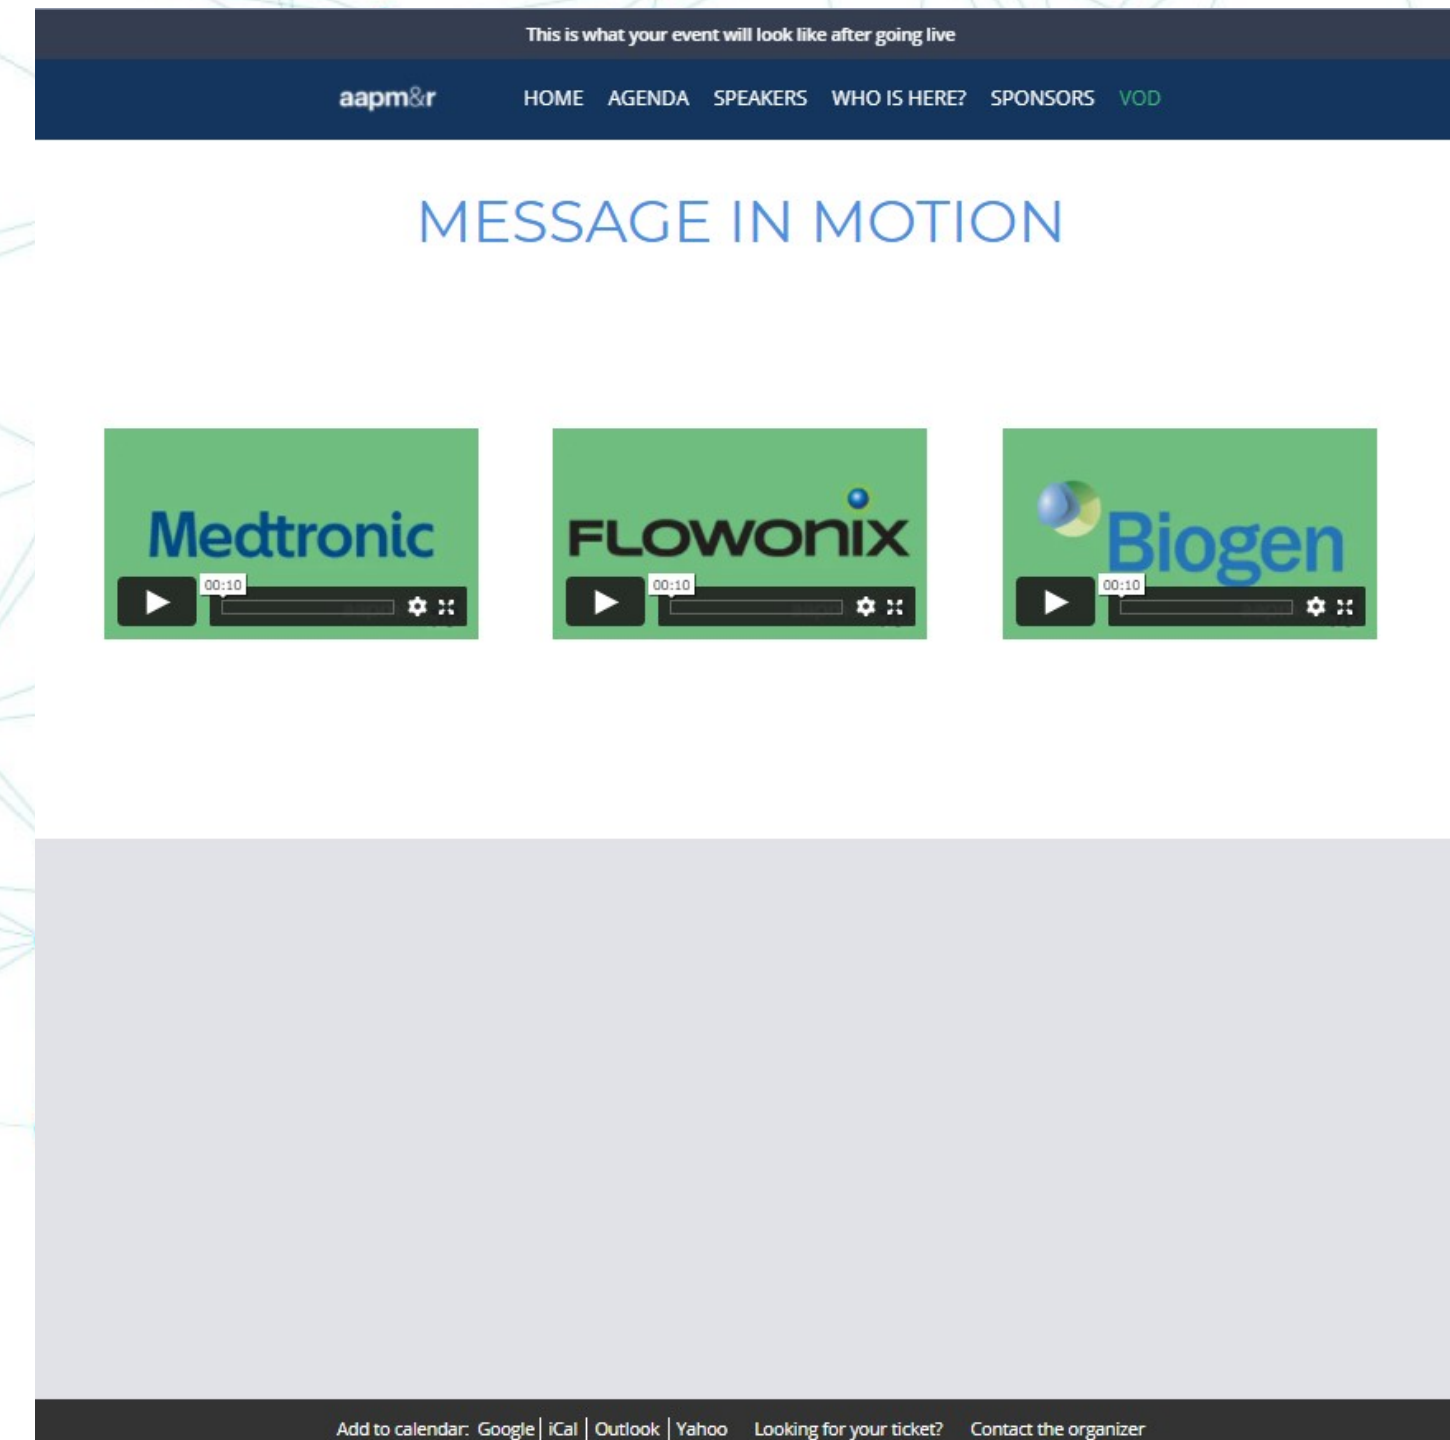 This is what your event will look like after going live
aapm&r HOME AGENDA SPEAKERS WHO IS HERE? SPONSORS VOD
MESSAGE IN MOTION
Medtronic
FLOWONIX
Biogen
00:10
00:10
00:10
Add to calendar: Google | iCal | Outlook | Yahoo Looking for your ticket? Contact the organizer